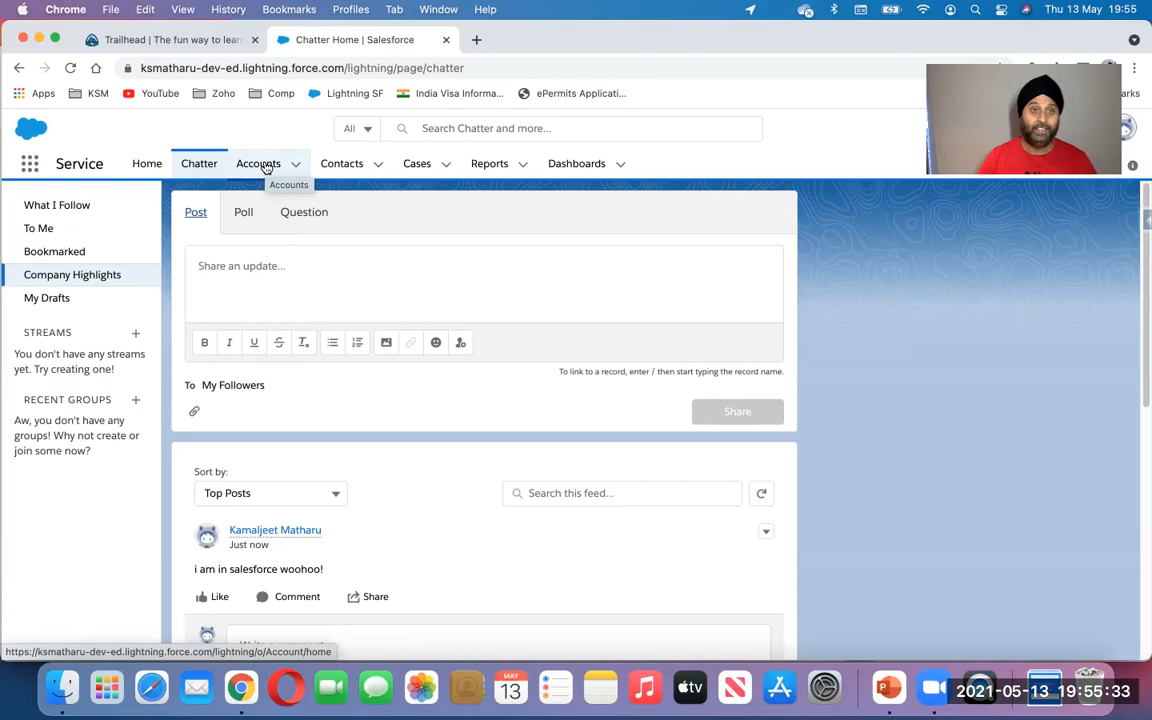 Chrome File Edit View History Bookmarks Profiles Tab Window Help Thu 13 May 19:55
Trailhead | The fun way to lear Chatter Home | Salesforce
ksmatharu-dev-ed.lightning.force.com/lightning/page/chatter
Apps KSM YouTube Zoho Comp Lightning SF India Visa Informa... ePermits Applicati...
All Search Chatter and more...
Service Home Chatter Accounts Contacts Cases Reports Dashboards
Accounts
What I Follow
To Me
Bookmarked
Company Highlights
My Drafts
STREAMS
You don't have any streams
yet. Try creating one!
RECENT GROUPS
Aw, you don't have any
groups! Why not create or
join some now?
Post Poll Question
Share an update...
B I U
To link to a record, enter / then start typing the record name.
To My Followers
Share
Sort by:
Top Posts
Search this feed...
Kamaljeet Matharu
Just now
i am in salesforce woohoo!
Like Comment Share
https://ksmatharu-dev-ed.lightning.force.com/lightning/o/Account/home
MAY
13
tv
2021-05-13 19:55:33